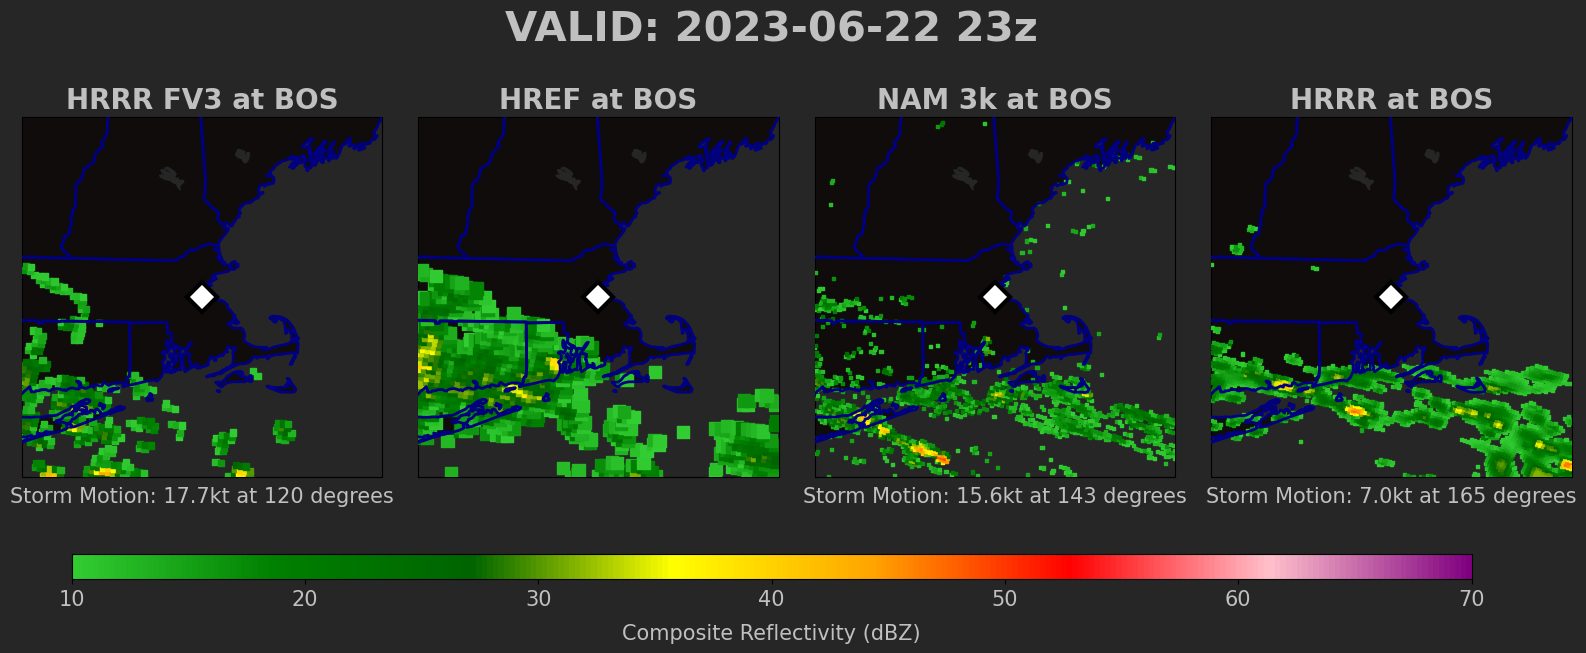 VALID: 2023-06-22 23z
HRRR FV3 at BOS
HREF at BOS
NAM 3k at BOS
HRRR at BOS
Storm Motion: 17.7kt at 120 degrees
Storm Motion: 15.6kt at 143 degrees
Storm Motion: 7.0kt at 165 degrees
10 20 30 40 50 60 70
Composite Reflectivity (dBZ)